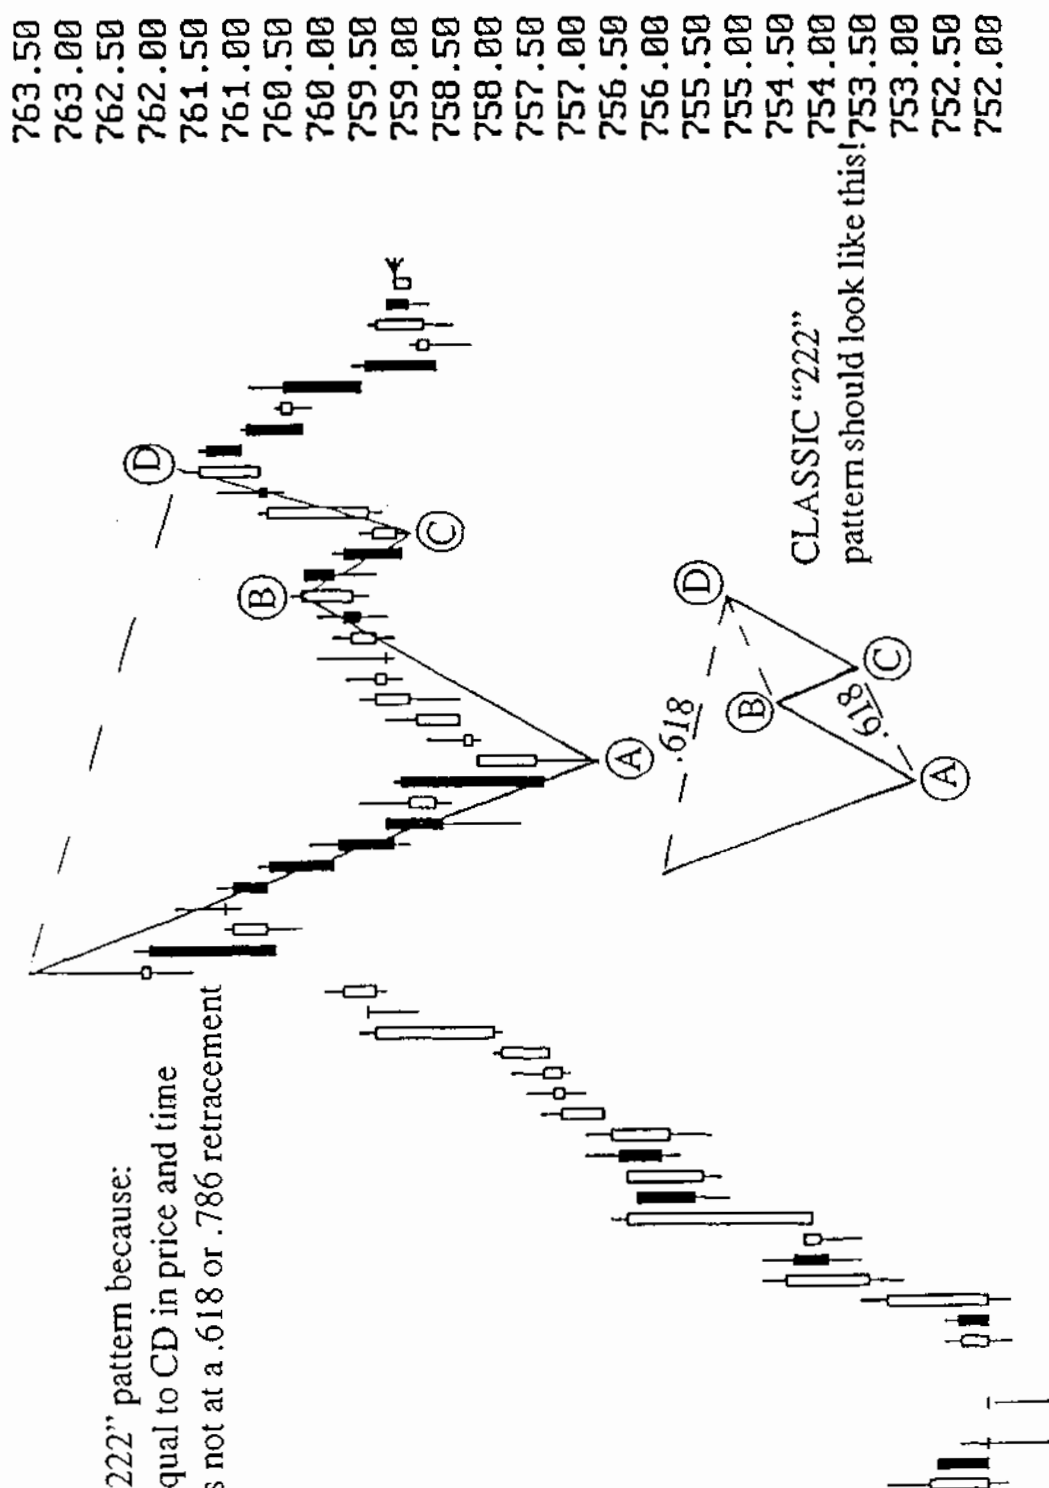 222” pattern because:
qual to CD in price and time
s not at a .618 or .786 retracement
763.50
763.00
762.50
762.00
761.50
761.00
760.50
760.00
759.50
759.00
758.50
758.00
757.50
757.00
756.50
756.00
755.50
755.00
754.50
754.00
753.50
753.00
752.50
752.00
D
B
C
A
.618
D
B
.618
C
A
CLASSIC “222”
pattern should look like this!